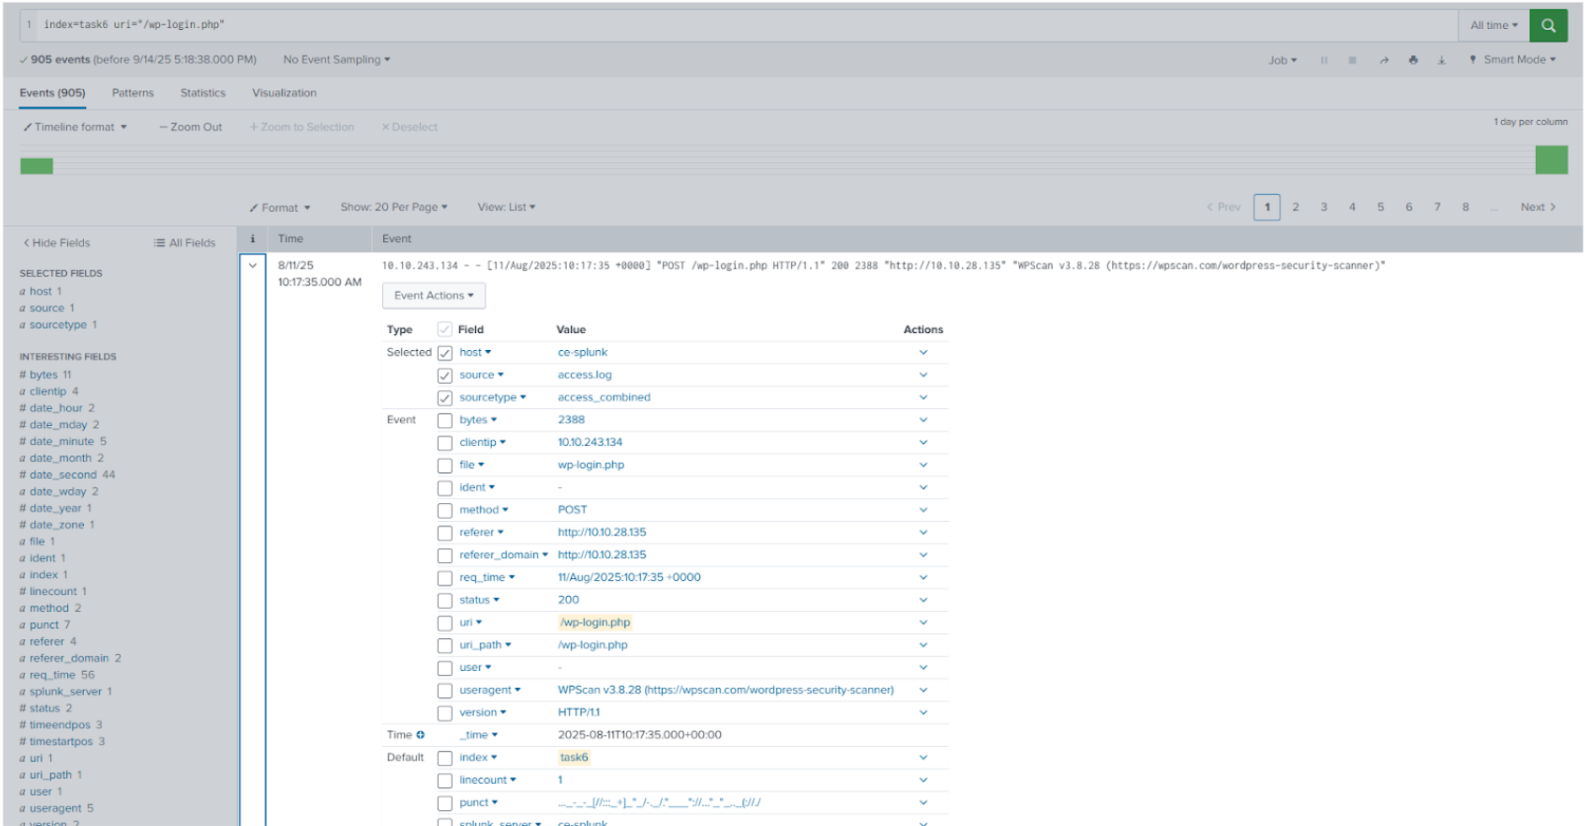 1 index=task6 uri="/wp-login.php"
All time
905 events (before 9/14/25 5:18:38.000 PM) No Event Sampling Job Smart Mode
Events (905) Patterns Statistics Visualization
Timeline format — Zoom Out + Zoom to Selection × Deselect 1 day per column
Format Show: 20 Per Page View: List < Prev 1 2 3 4 5 6 7 8 ... Next >
< Hide Fields All Fields i Time Event
SELECTED FIELDS
a host 1
a source 1
a sourcetype 1
INTERESTING FIELDS
# bytes 11
a clientip 4
# date_hour 2
# date_mday 2
# date_minute 5
a date_month 2
# date_second 44
a date_wday 2
# date_year 1
# date_zone 1
a file 1
a ident 1
a index 1
# linecount 1
a method 2
a punct 7
a referer 4
a referer_domain 2
a req_time 56
a splunk_server 1
# status 2
# timeendpos 3
# timestartpos 3
a uri 1
a uri_path 1
a user 1
a useragent 5
a version 2
8/11/25
10:17:35.000 AM
10.10.243.134 - - [11/Aug/2025:10:17:35 +0000] "POST /wp-login.php HTTP/1.1" 200 2388 "http://10.10.28.135" "WPScan v3.8.28 (https://wpscan.com/wordpress-security-scanner)"
Event Actions
Type Field Value Actions
Selected host ce-splunk
source access.log
sourcetype access_combined
Event bytes 2388
clientip 10.10.243.134
file wp-login.php
ident -
method POST
referer http://10.10.28.135
referer_domain http://10.10.28.135
req_time 11/Aug/2025:10:17:35 +0000
status 200
uri /wp-login.php
uri_path /wp-login.php
user -
useragent WPScan v3.8.28 (https://wpscan.com/wordpress-security-scanner)
version HTTP/1.1
Time _time 2025-08-11T10:17:35.000+00:00
Default index task6
linecount 1
punct
splunk_server ce-splunk